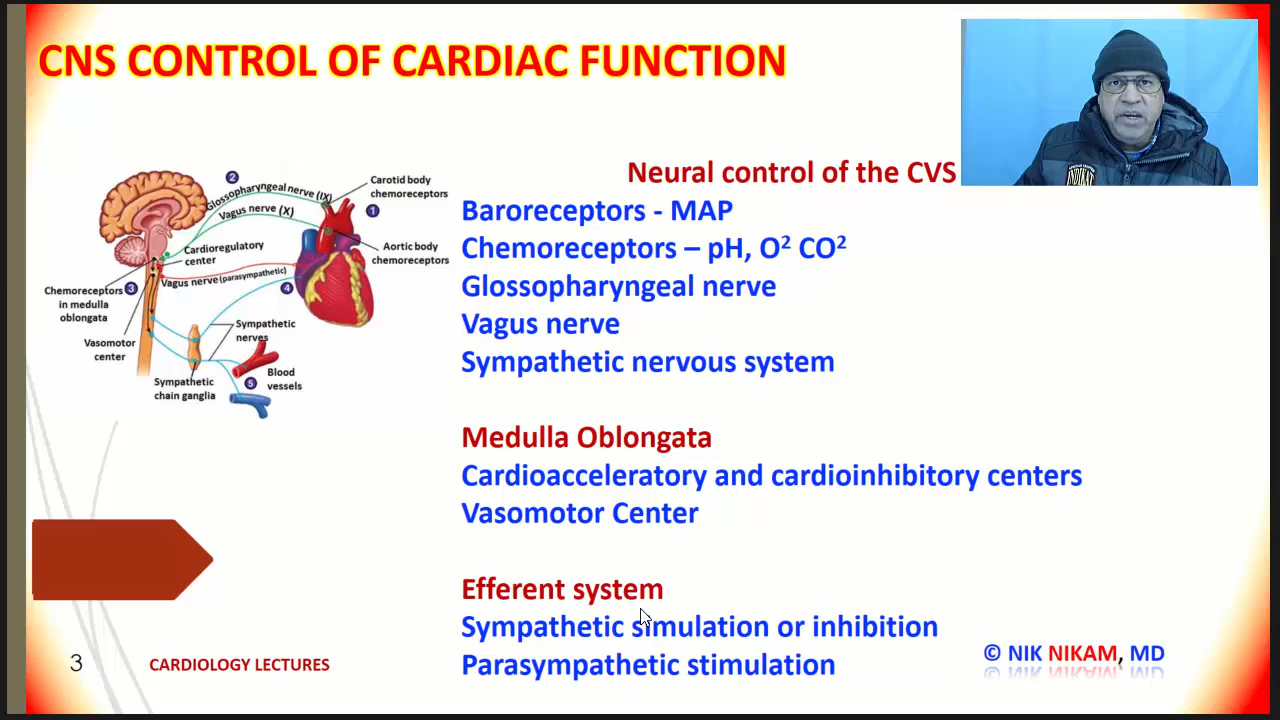 CNS CONTROL OF CARDIAC FUNCTION
Neural control of the CVS
Baroreceptors - MAP
Chemoreceptors – pH, O² CO²
Glossopharyngeal nerve
Vagus nerve
Sympathetic nervous system
Medulla Oblongata
Cardioacceleratory and cardioinhibitory centers
Vasomotor Center
Efferent system
Sympathetic simulation or inhibition
Parasympathetic stimulation
2
Glossopharyngeal nerve (IX)
Vagus nerve (X)
Carotid body
chemoreceptors
1
Aortic body
chemoreceptors
Cardioregulatory
center
Vagus nerve (parasympathetic)
4
Chemoreceptors
in medulla
oblongata
3
Vasomotor
center
Sympathetic
nerves
Sympathetic
chain ganglia
5
Blood
vessels
3
CARDIOLOGY LECTURES
© NIK NIKAM, MD